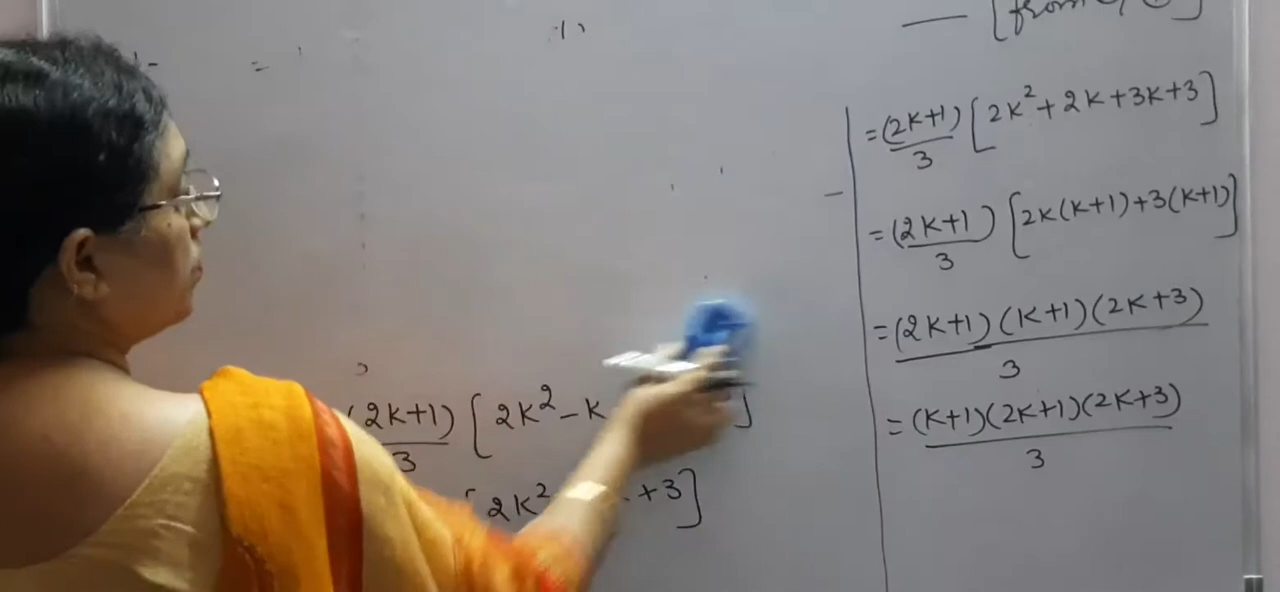 (2K+1)/3 [2K² - K ]
[2K² +3]
— [from
= (2K+1)/3 [2K² + 2K + 3K + 3]
= (2K+1)/3 [2K(K+1) + 3(K+1)]
= (2K+1)(K+1)(2K+3)/3
= (K+1)(2K+1)(2K+3)/3